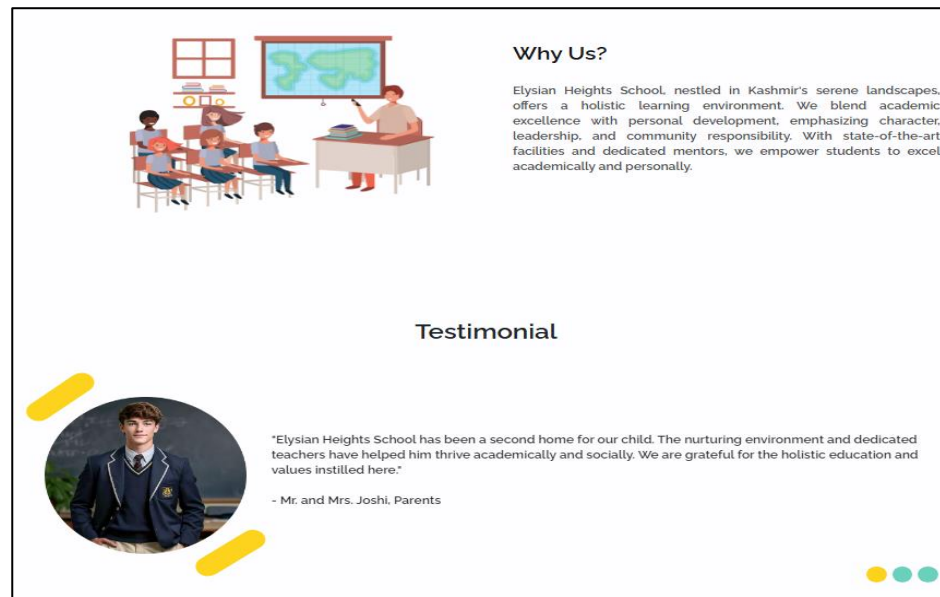 Why Us?
Elysian Heights School, nestled in Kashmir's serene landscapes,
offers a holistic learning environment. We blend academic
excellence with personal development, emphasizing character,
leadership, and community responsibility. With state-of-the-art
facilities and dedicated mentors, we empower students to excel
academically and personally.
Testimonial
"Elysian Heights School has been a second home for our child. The nurturing environment and dedicated
teachers have helped him thrive academically and socially. We are grateful for the holistic education and
values instilled here."
- Mr. and Mrs. Joshi, Parents